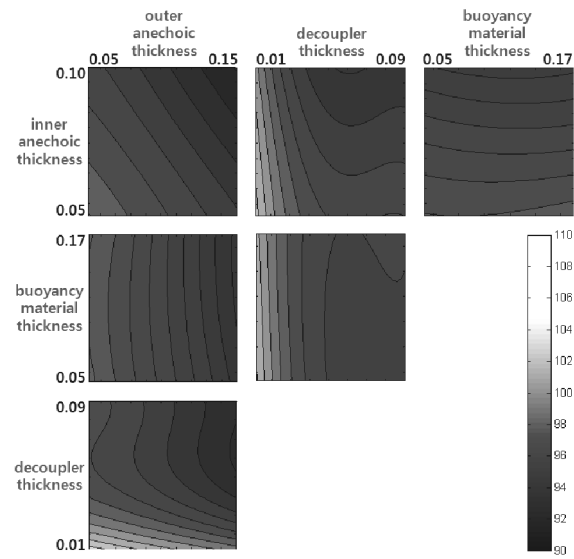 outer
anechoic
thickness
decoupler
thickness
buoyancy
material
thickness
0.05 0.15
0.01 0.09
0.05 0.17
0.10
inner
anechoic
thickness
0.05
0.17
buoyancy
material
thickness
0.05
0.09
decoupler
thickness
0.01
110
108
106
104
102
100
98
96
94
92
90